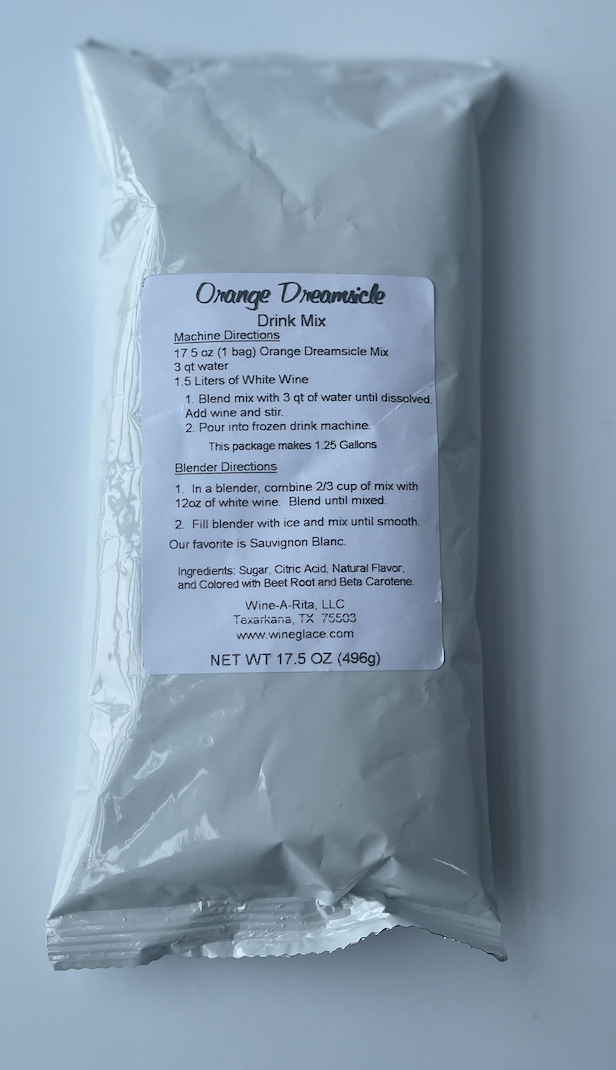 Orange Dreamsicle
Drink Mix
Machine Directions
17.5 oz (1 bag) Orange Dreamsicle Mix
3 qt water
1.5 Liters of White Wine
1. Blend mix with 3 qt of water until dissolved.
Add wine and stir.
2. Pour into frozen drink machine.
This package makes 1.25 Gallons
Blender Directions
1. In a blender, combine 2/3 cup of mix with
12oz of white wine. Blend until mixed.
2. Fill blender with ice and mix until smooth.
Our favorite is Sauvignon Blanc.
Ingredients: Sugar, Citric Acid, Natural Flavor,
and Colored with Beet Root and Beta Carotene.
Wine-A-Rita, LLC
Texarkana, TX 75503
www.wineglace.com
NET WT 17.5 OZ (496g)